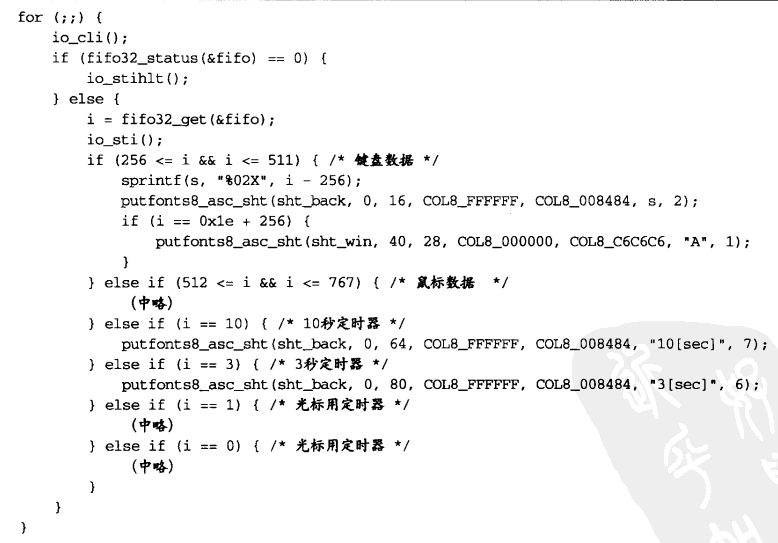 for (;;) {
    io_cli();
    if (fifo32_status(&fifo) == 0) {
        io_stihlt();
    } else {
        i = fifo32_get(&fifo);
        io_sti();
        if (256 <= i && i <= 511) { /* 键盘数据 */
            sprintf(s, "%02X", i - 256);
            putfonts8_asc_sht(sht_back, 0, 16, COL8_FFFFFF, COL8_008484, s, 2);
            if (i == 0x1e + 256) {
                putfonts8_asc_sht(sht_win, 40, 28, COL8_000000, COL8_C6C6C6, "A", 1);
            }
        } else if (512 <= i && i <= 767) { /* 鼠标数据  */
            (中略)
        } else if (i == 10) { /* 10秒定时器 */
            putfonts8_asc_sht(sht_back, 0, 64, COL8_FFFFFF, COL8_008484, "10[sec]", 7);
        } else if (i == 3) { /* 3秒定时器 */
            putfonts8_asc_sht(sht_back, 0, 80, COL8_FFFFFF, COL8_008484, "3[sec]", 6);
        } else if (i == 1) { /* 光标用定时器 */
            (中略)
        } else if (i == 0) { /* 光标用定时器 */
            (中略)
        }
    }
}